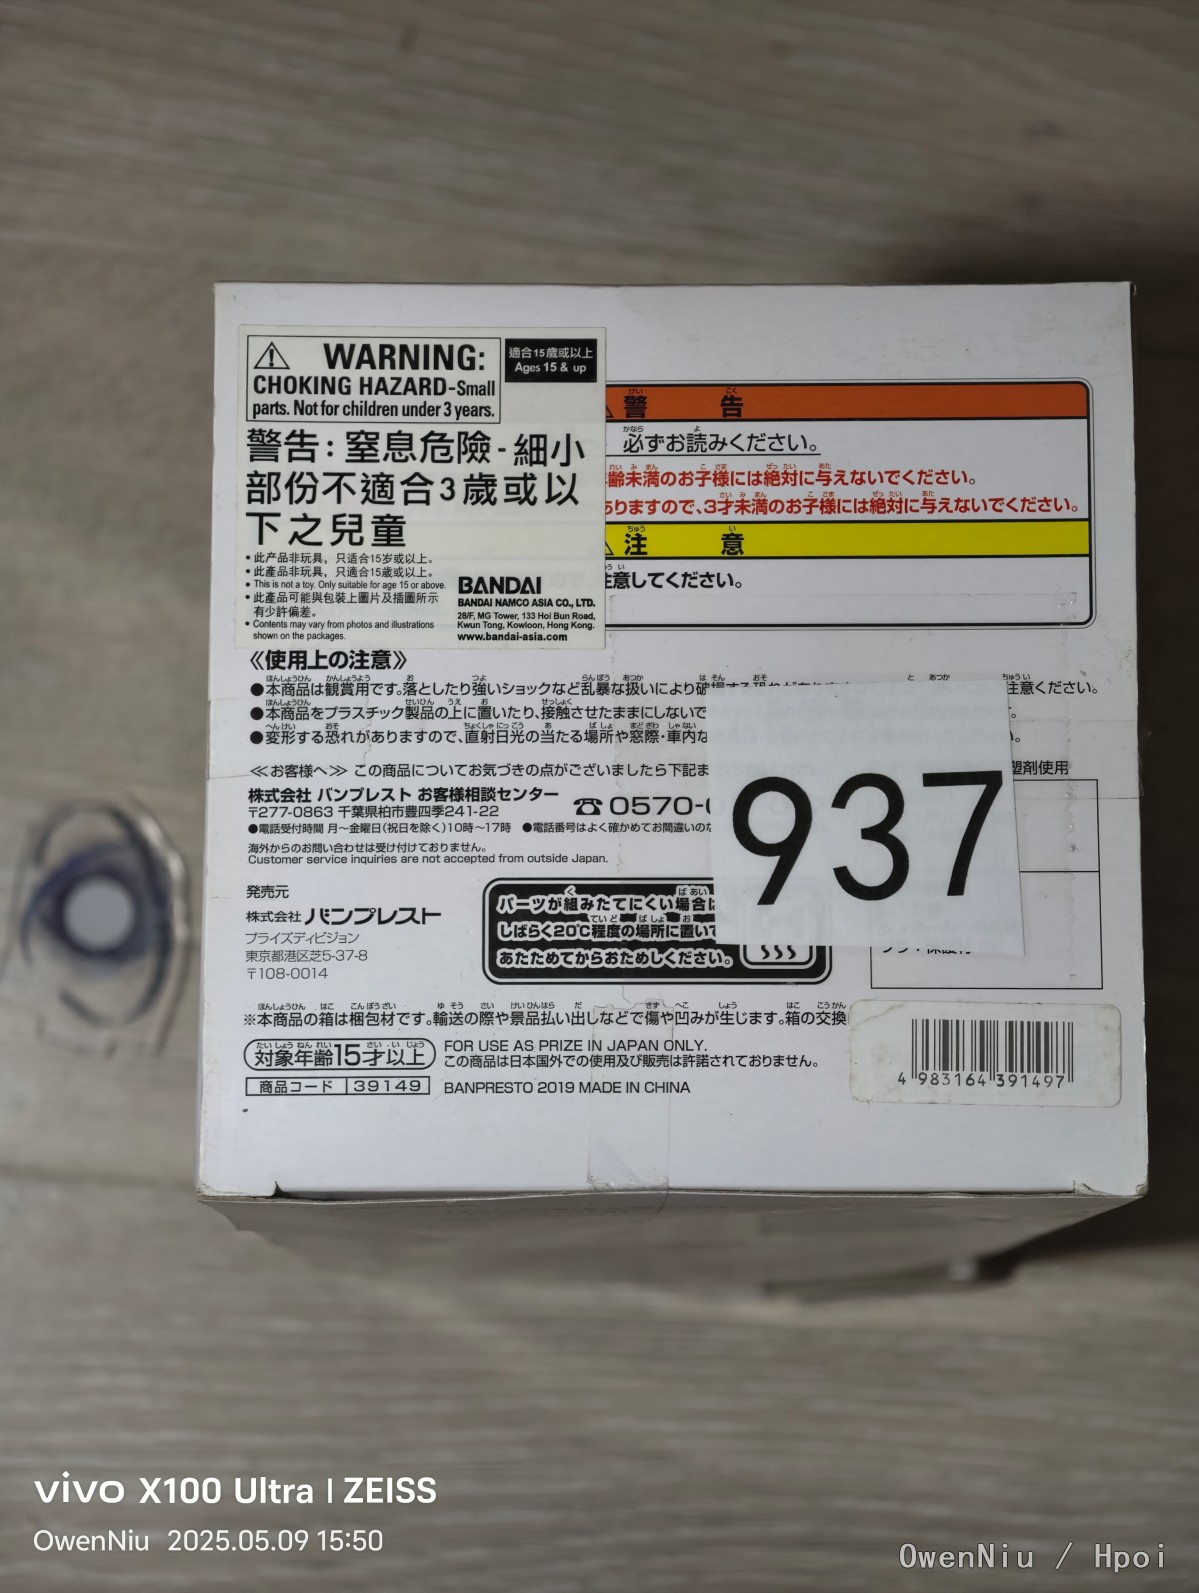 WARNING:
CHOKING HAZARD-Small
parts. Not for children under 3 years.
適合15歲或以上
Ages 15 & up
警告：窒息危險 - 細小
部份不適合3歲或以
下之兒童
• 此产品非玩具，只适合15岁或以上。
• 此產品非玩具，只適合15歲或以上。
• This is not a toy. Only suitable for age 15 or above.
• 此產品可能與包裝上圖片及插圖所示
有少許偏差。
• Contents may vary from photos and illustrations
shown on the packages.
BANDAI
BANDAI NAMCO ASIA CO., LTD.
28/F, MG Tower, 133 Hoi Bun Road,
Kwun Tong, Kowloon, Hong Kong.
www.bandai-asia.com
警告
必ずお読みください。
齢未満のお子様には絶対に与えないでください。
ありますので、3才未満のお子様には絶対に与えないでください。
注意
注意してください。
《使用上の注意》
●本商品は観賞用です。落としたり強いショックなど乱暴な扱いにより破 注意ください。
●本商品をプラスチック製品の上に置いたり、接触させたままにしないで
●変形する恐れがありますので、直射日光の当たる場所や窓際・車内な
≪お客様へ≫ この商品についてお気づきの点がございましたら下記ま
塑剤使用
株式会社 バンプレスト お客様相談センター
〒277-0863 千葉県柏市豊四季241-22
☎0570-
●電話受付時間 月～金曜日(祝日を除く)10時～17時 ●電話番号はよく確かめてお間違いのな
海外からのお問い合わせは受け付けておりません。
Customer service inquiries are not accepted from outside Japan.
937
発売元
株式会社 バンプレスト
プライズディビジョン
東京都港区芝5-37-8
〒108-0014
パーツが組みたてにくい場合は
しばらく20℃程度の場所に置いて
あたためてからおためしください。
※本商品の箱は梱包材です。輸送の際や景品払い出しなどで傷や凹みが生じます。箱の交換
対象年齢15才以上
FOR USE AS PRIZE IN JAPAN ONLY.
この商品は日本国外での使用及び販売は許諾されておりません。
商品コード 39149
BANPRESTO 2019 MADE IN CHINA
4 983164 391497
vivo X100 Ultra | ZEISS
OwenNiu 2025.05.09 15:50
OwenNiu / Hpoi